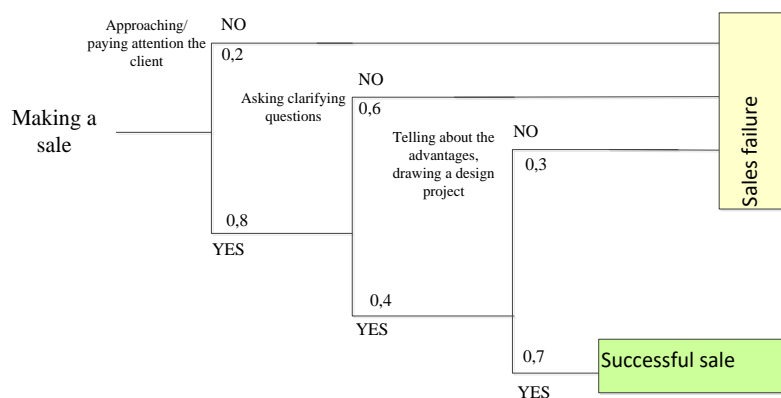 Approaching/
paying attention the
client
NO
0,2
Asking clarifying
questions
NO
0,6
Making a
sale
Telling about the
advantages,
drawing a design
project
NO
0,3
Sales failure
0,8
YES
0,4
YES
0,7
YES
Successful sale